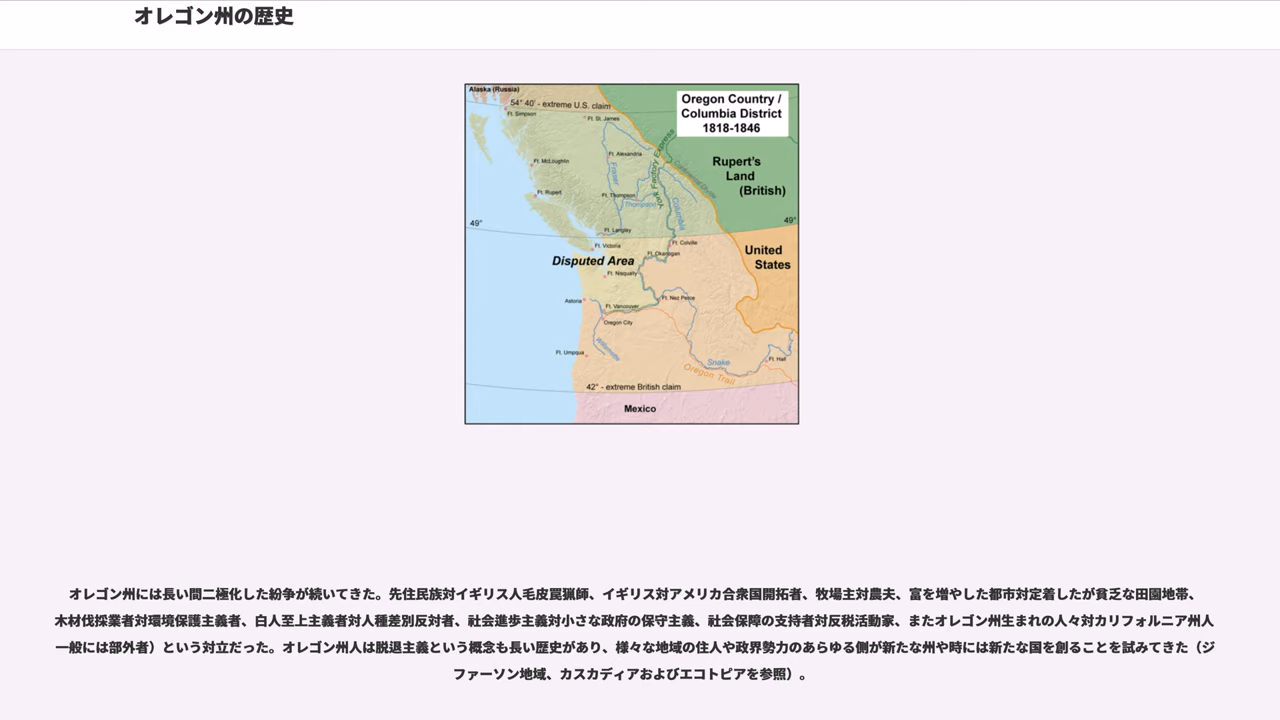 オレゴン州の歴史
Alaska (Russia)
54° 40' - extreme U.S. claim
Oregon Country /
Columbia District
1818-1846
Ft. Simpson
Ft. St. James
Ft. Alexandria
York Factory Express
Continental Divide
Rupert's
Land
(British)
Ft. McLoughlin
Fraser
Ft. Rupert
Ft. Thompson
Thompson
Columbia
49°
49°
Ft. Langley
Ft. Victoria
Ft. Colville
Ft. Okanogan
United
States
Disputed Area
Ft. Nisqually
Astoria
Ft. Nez Perce
Ft. Vancouver
Oregon City
Willamette
Ft. Umpqua
Snake
Ft. Hall
Oregon Trail
42° - extreme British claim
Mexico
オレゴン州には長い間二極化した紛争が続いてきた。先住民族対イギリス人毛皮罠猟師、イギリス対アメリカ合衆国開拓者、牧場主対農夫、富を増やした都市対定着したが貧乏な田園地帯、
木材伐採業者対環境保護主義者、白人至上主義者対人種差別反対者、社会進歩主義対小さな政府の保守主義、社会保障の支持者対反税活動家、またオレゴン州生まれの人々対カリフォルニア州人
一般には部外者）という対立だった。オレゴン州人は脱退主義という概念も長い歴史があり、様々な地域の住人や政界勢力のあらゆる側が新たな州や時には新たな国を創ることを試みてきた（ジ
ファーソン地域、カスカディアおよびエコトピアを参照）。